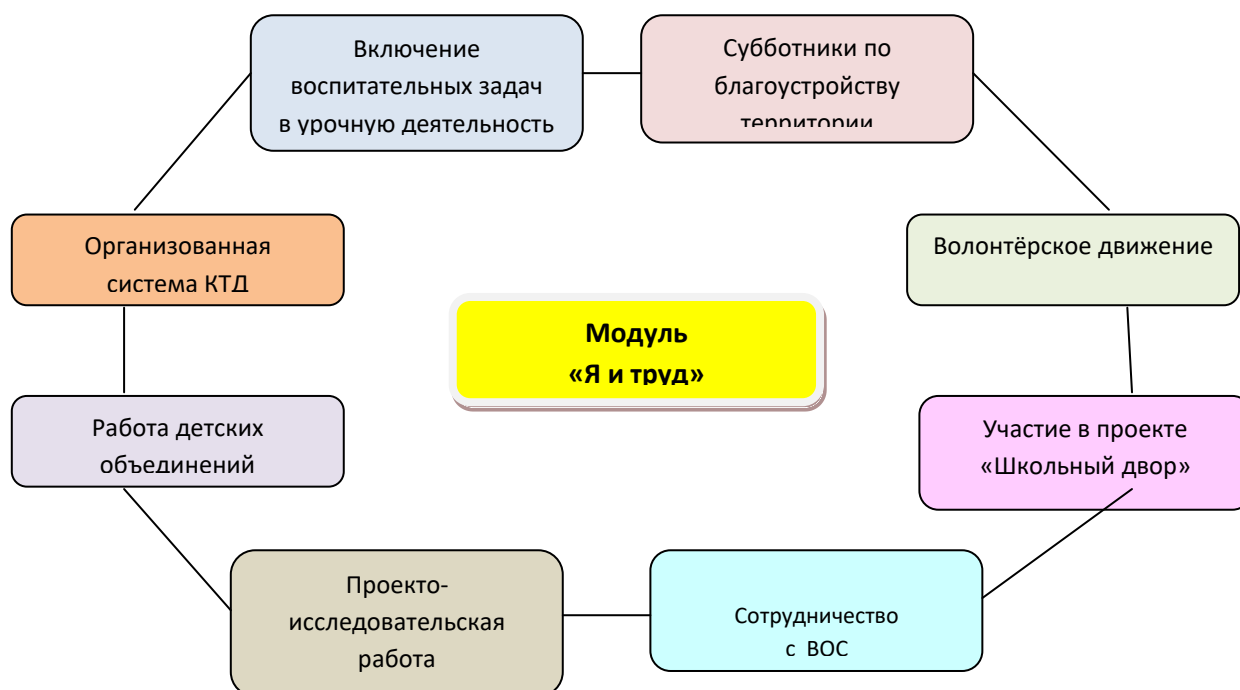 Включение
воспитательных задач
в урочную деятельность
Субботники по
благоустройству
территории
Организованная
система КТД
Волонтёрское движение
Модуль
«Я и труд»
Работа детских
объединений
Участие в проекте
«Школьный двор»
Проекто-
исследовательская
работа
Сотрудничество
с ВОС